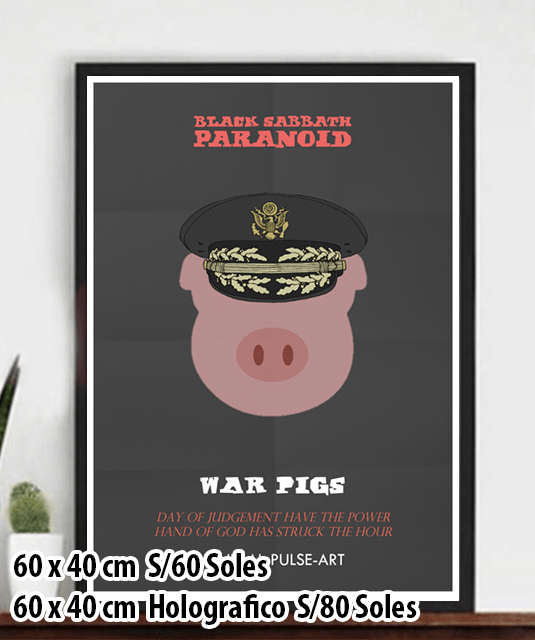 BLACK SABBATH
PARANOID
WAR PIGS
DAY OF JUDGEMENT HAVE THE POWER
HAND OF GOD HAS STRUCK THE HOUR
PULSE-ART
60 x 40 cm S/60 Soles
60 x 40 cm Holografico S/80 Soles